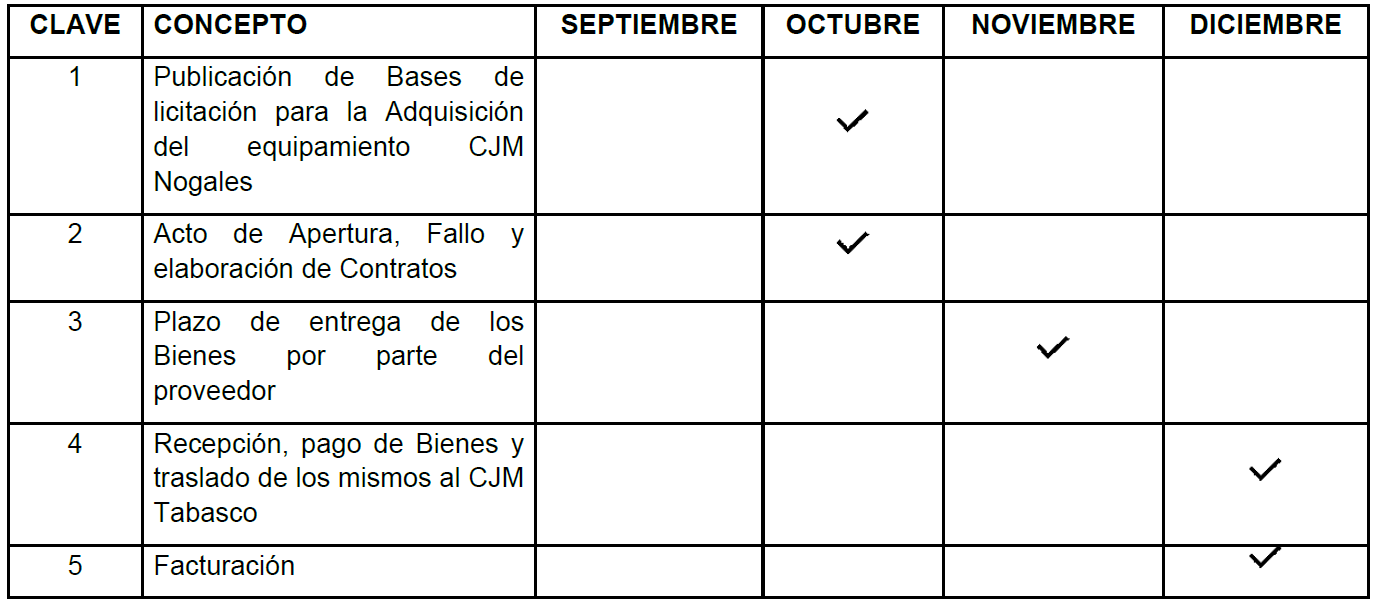 CLAVE CONCEPTO SEPTIEMBRE OCTUBRE NOVIEMBRE DICIEMBRE
1 Publicación de Bases de
licitación para la Adquisición
del equipamiento CJM
Nogales
✓
2 Acto de Apertura, Fallo y
elaboración de Contratos
✓
3 Plazo de entrega de los
Bienes por parte del
proveedor
✓
4 Recepción, pago de Bienes y
traslado de los mismos al CJM
Tabasco
✓
5 Facturación ✓